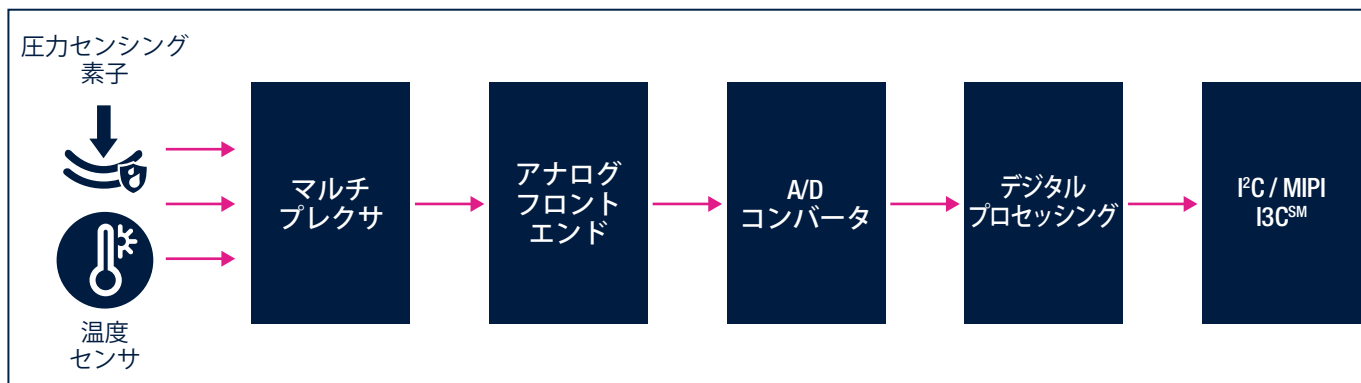 圧力センシング
素子
温度
センサ
マルチ
プレクサ
アナログ
フロント
エンド
A/D
コンバータ
デジタル
プロセッシング
I²C / MIPI
I3C℠